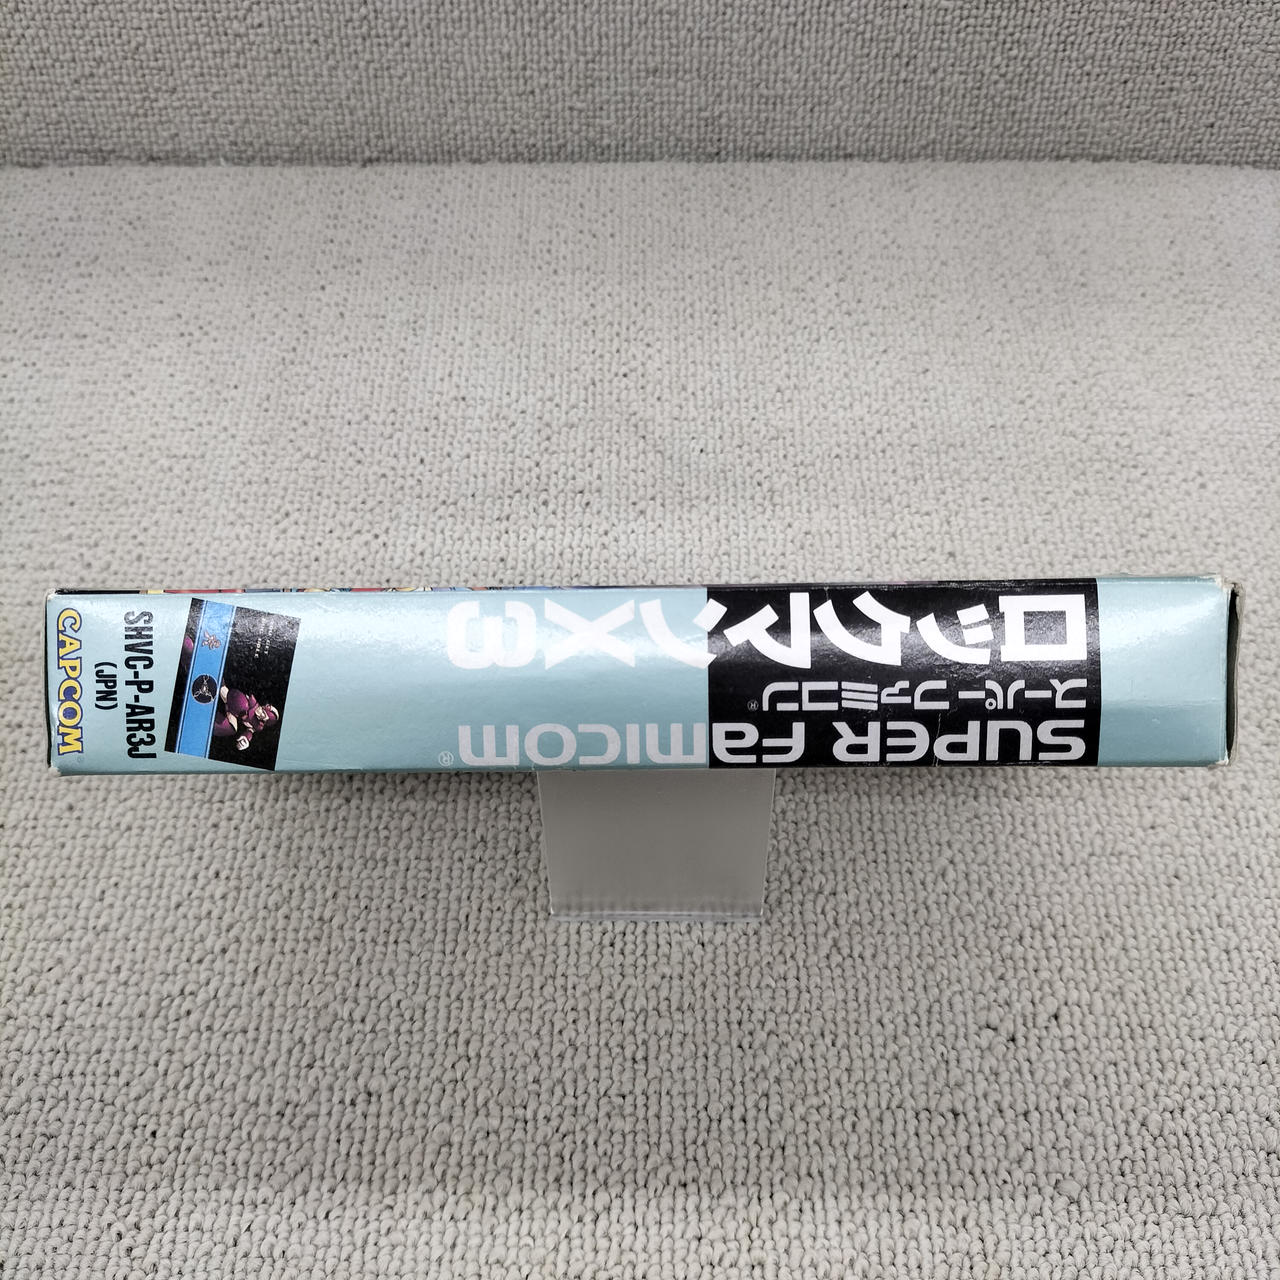 SUPER Famicom®
スーパーファミコン®
ロックマンX3
SHVC-P-AR3J
(JPN)
CAPCOM